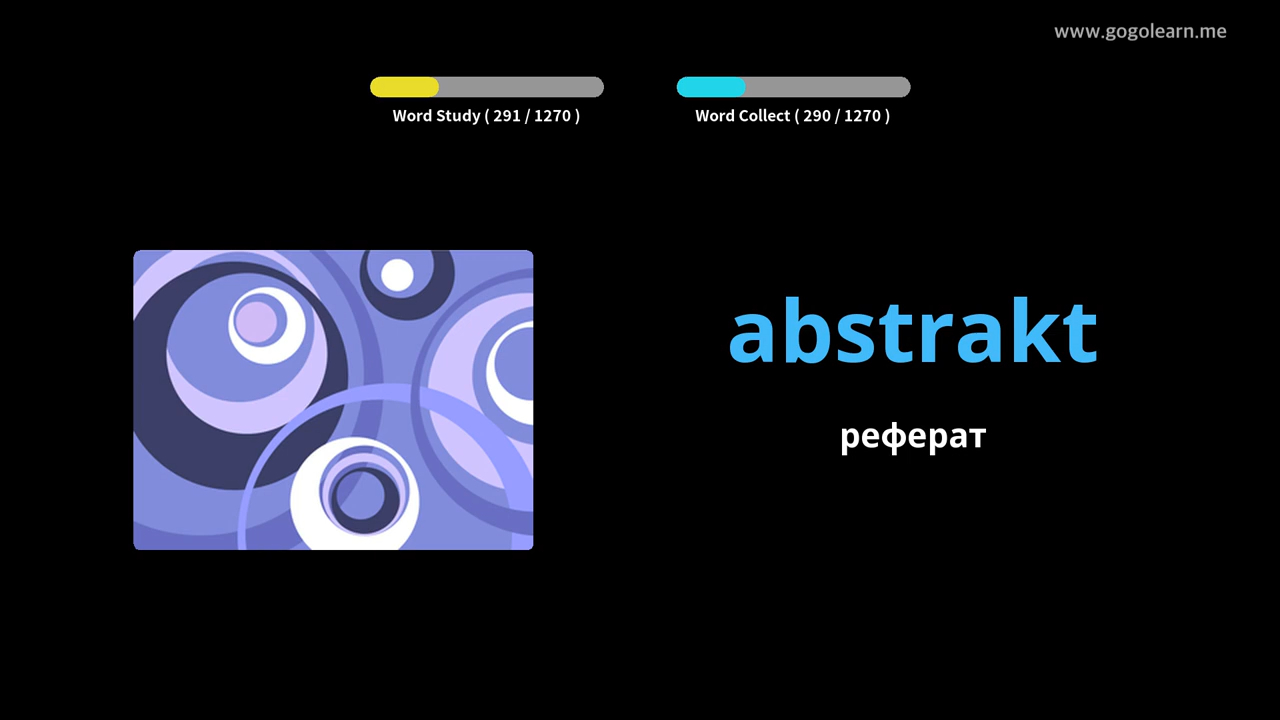 www.gogolearn.me
Word Study ( 291 / 1270 )
Word Collect ( 290 / 1270 )
abstrakt
реферат